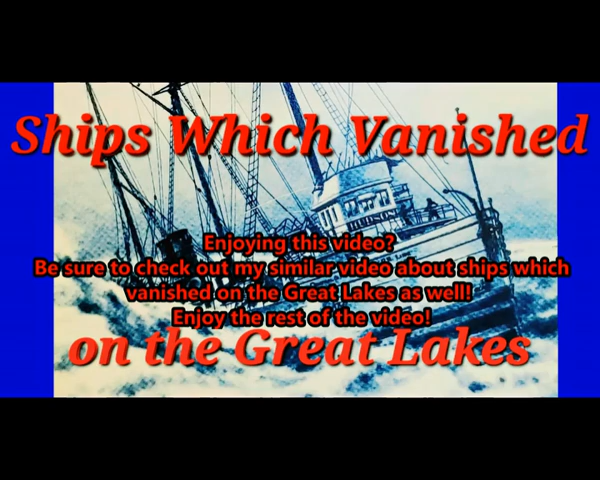 Ships Which Vanished
Enjoying this video?
Be sure to check out my similar video about ships which
vanished on the Great Lakes as well!
Enjoy the rest of the video!
on the Great Lakes